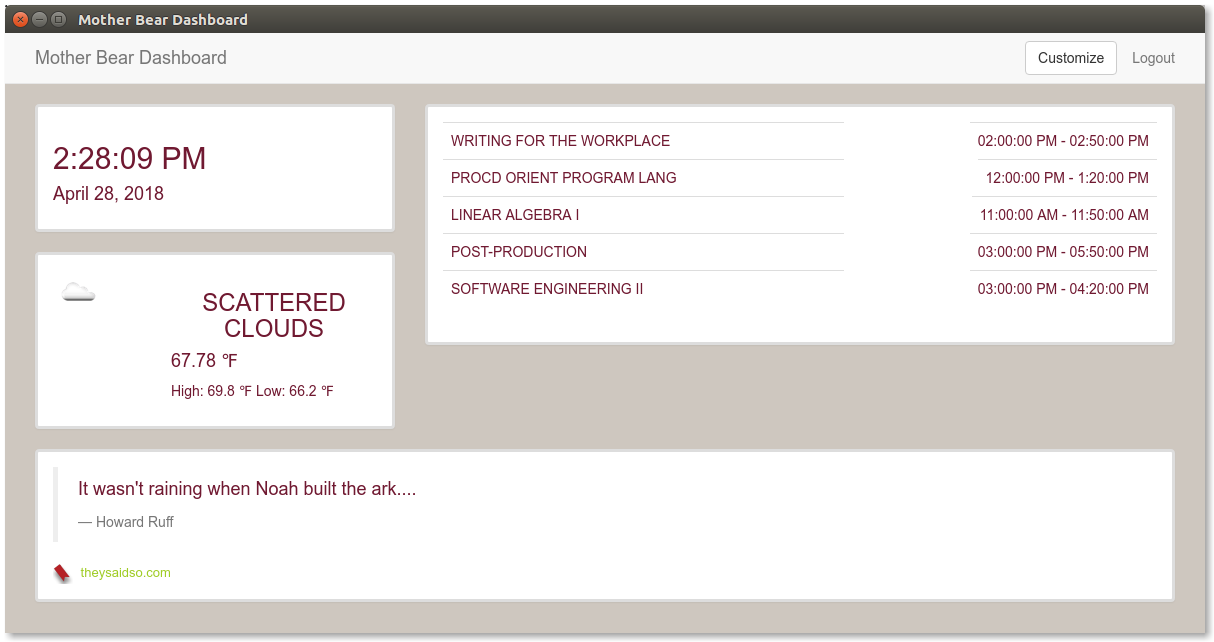 Mother Bear Dashboard
Mother Bear Dashboard Customize Logout
2:28:09 PM
April 28, 2018
SCATTERED
CLOUDS
67.78 °F
High: 69.8 °F Low: 66.2 °F
WRITING FOR THE WORKPLACE 02:00:00 PM - 02:50:00 PM
PROCD ORIENT PROGRAM LANG 12:00:00 PM - 1:20:00 PM
LINEAR ALGEBRA I 11:00:00 AM - 11:50:00 AM
POST-PRODUCTION 03:00:00 PM - 05:50:00 PM
SOFTWARE ENGINEERING II 03:00:00 PM - 04:20:00 PM
It wasn't raining when Noah built the ark....
— Howard Ruff
theysaidso.com